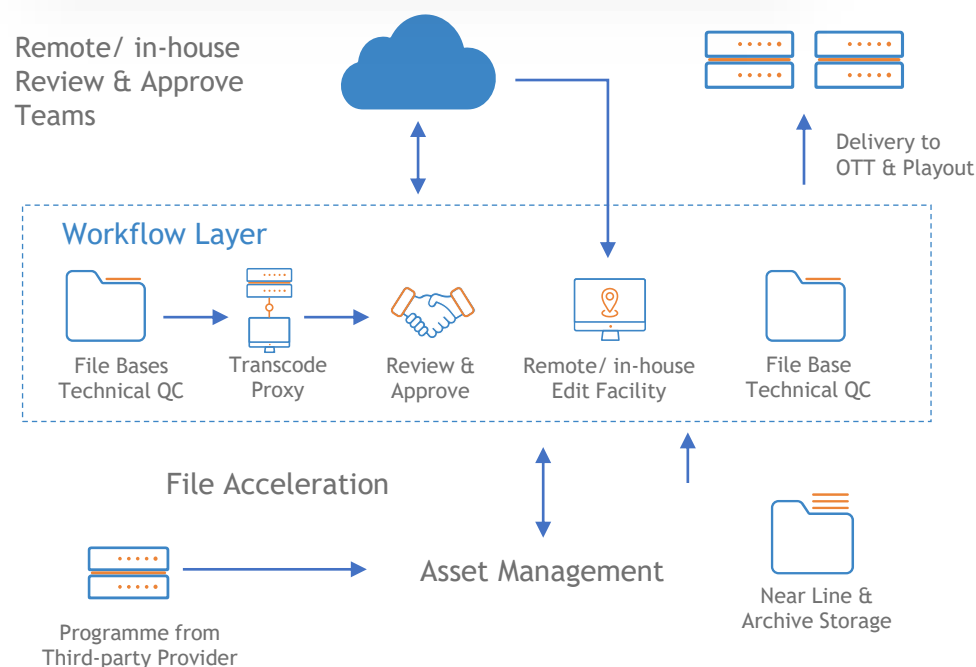 Remote/ in-house
Review & Approve
Teams
Delivery to
OTT & Playout
Workflow Layer
File Bases
Technical QC
Transcode
Proxy
Review &
Approve
Remote/ in-house
Edit Facility
File Base
Technical QC
File Acceleration
Asset Management
Near Line &
Archive Storage
Programme from
Third-party Provider